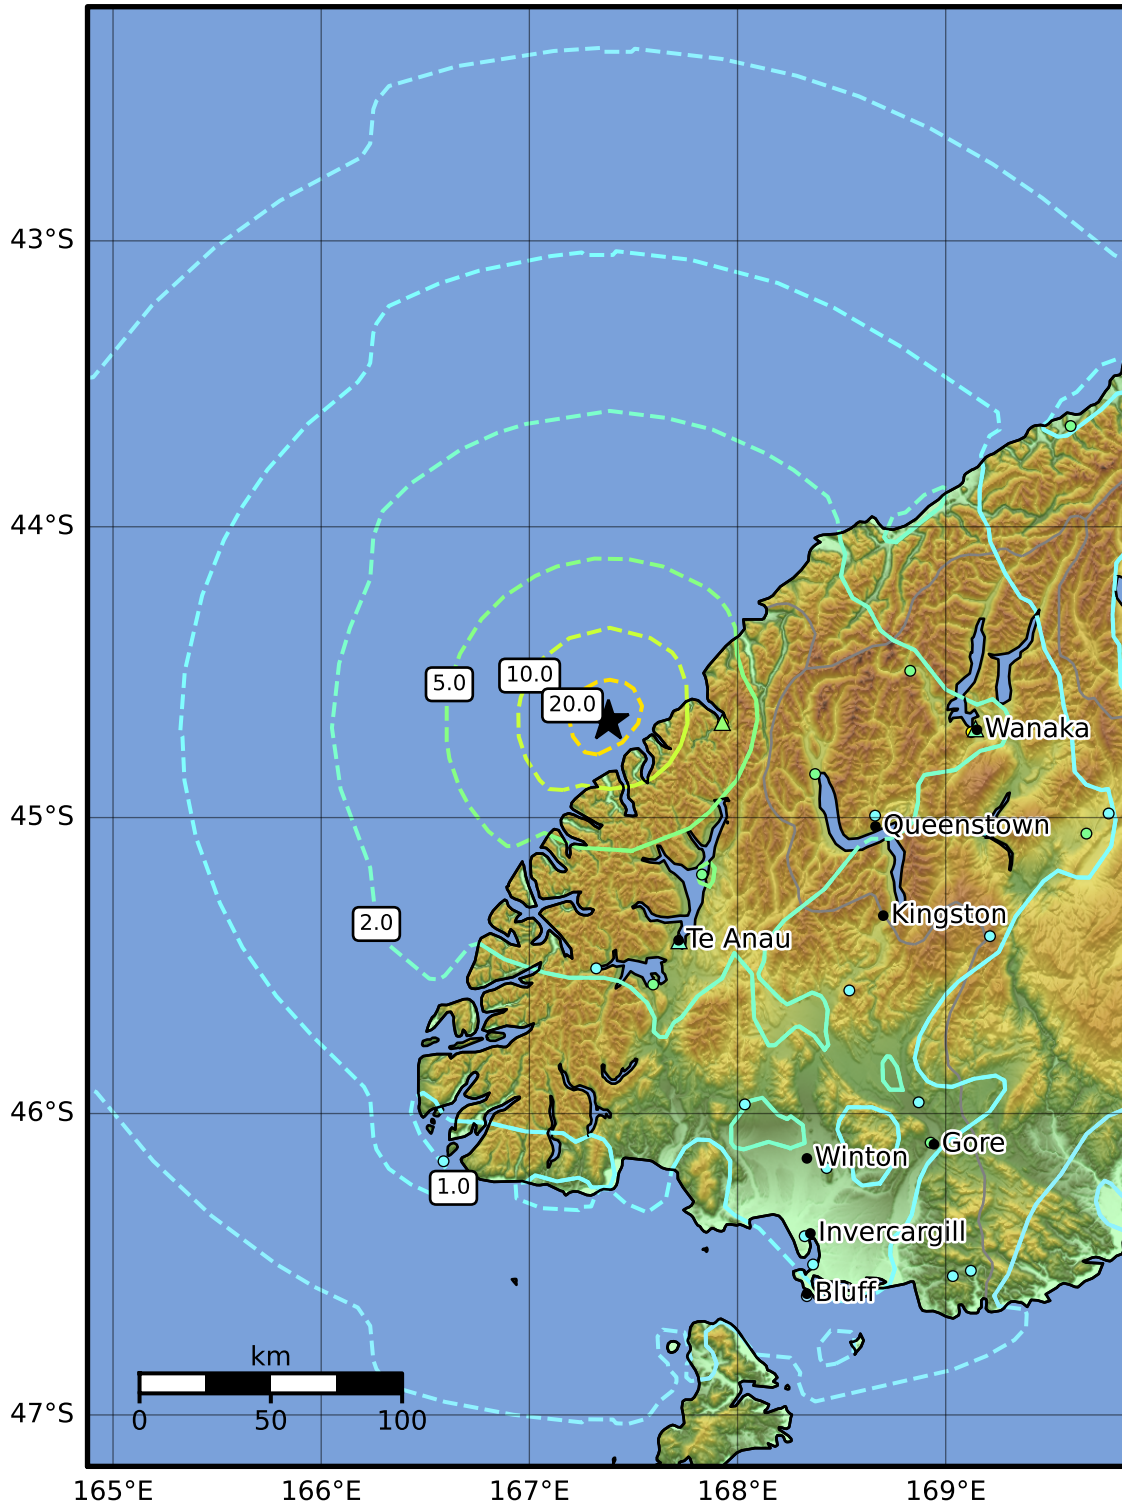 43°S
44°S
5.0
10.0
20.0
Wanaka
45°S
Queenstown
2.0
Kingston
Te Anau
46°S
Gore
Winton
1.0
Invercargill
Bluff
km
0 50 100
47°S
165°E 166°E 167°E 168°E 169°E